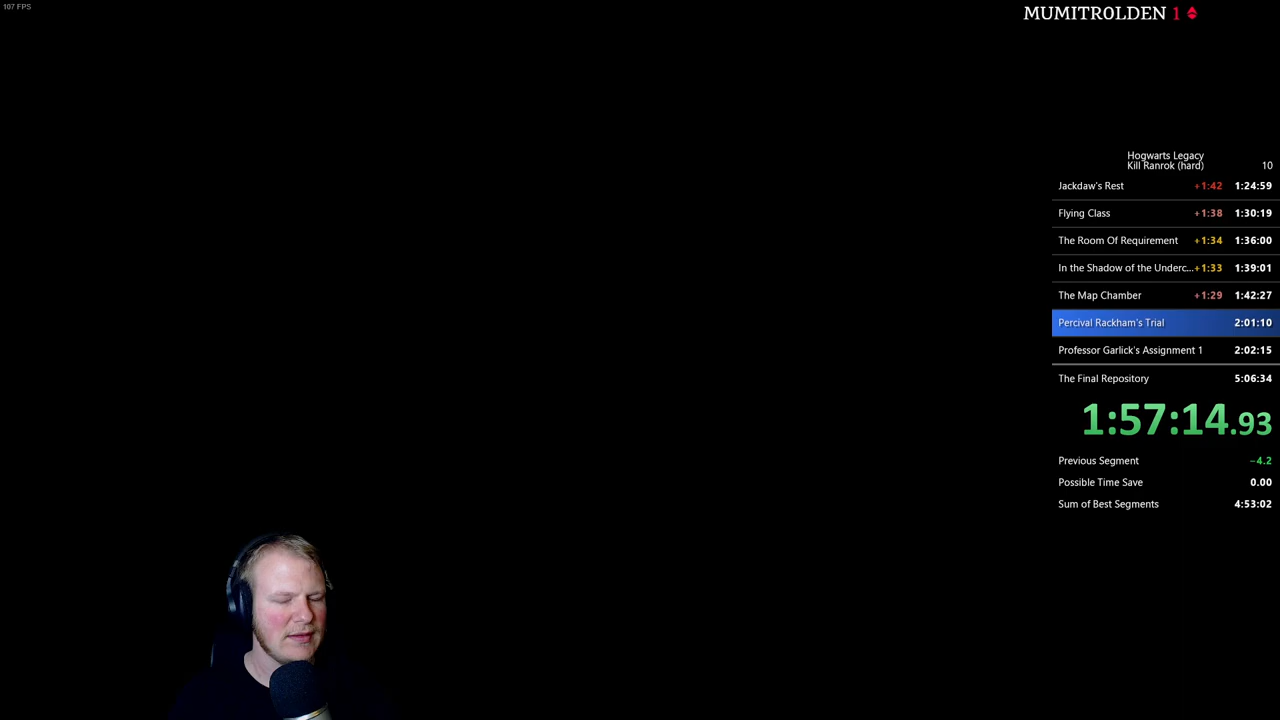 107 FPS
MUMITR0LDEN 1
Hogwarts Legacy
Kill Ranrok (hard) 10
Jackdaw's Rest +1:42 1:24:59
Flying Class +1:38 1:30:19
The Room Of Requirement +1:34 1:36:00
In the Shadow of the Underc... +1:33 1:39:01
The Map Chamber +1:29 1:42:27
Percival Rackham's Trial 2:01:10
Professor Garlick's Assignment 1 2:02:15
The Final Repository 5:06:34
1:57:14.93
Previous Segment −4.2
Possible Time Save 0.00
Sum of Best Segments 4:53:02